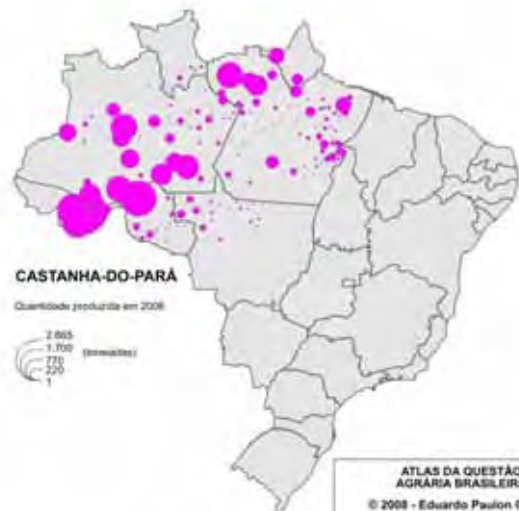 CASTANHA-DO-PARÁ
Quantidade produzida em 2006
2.865
1.700
770
220
1
(toneladas)
ATLAS DA QUESTÃO
AGRÁRIA BRASILEIRA
© 2008 - Eduardo Paulon